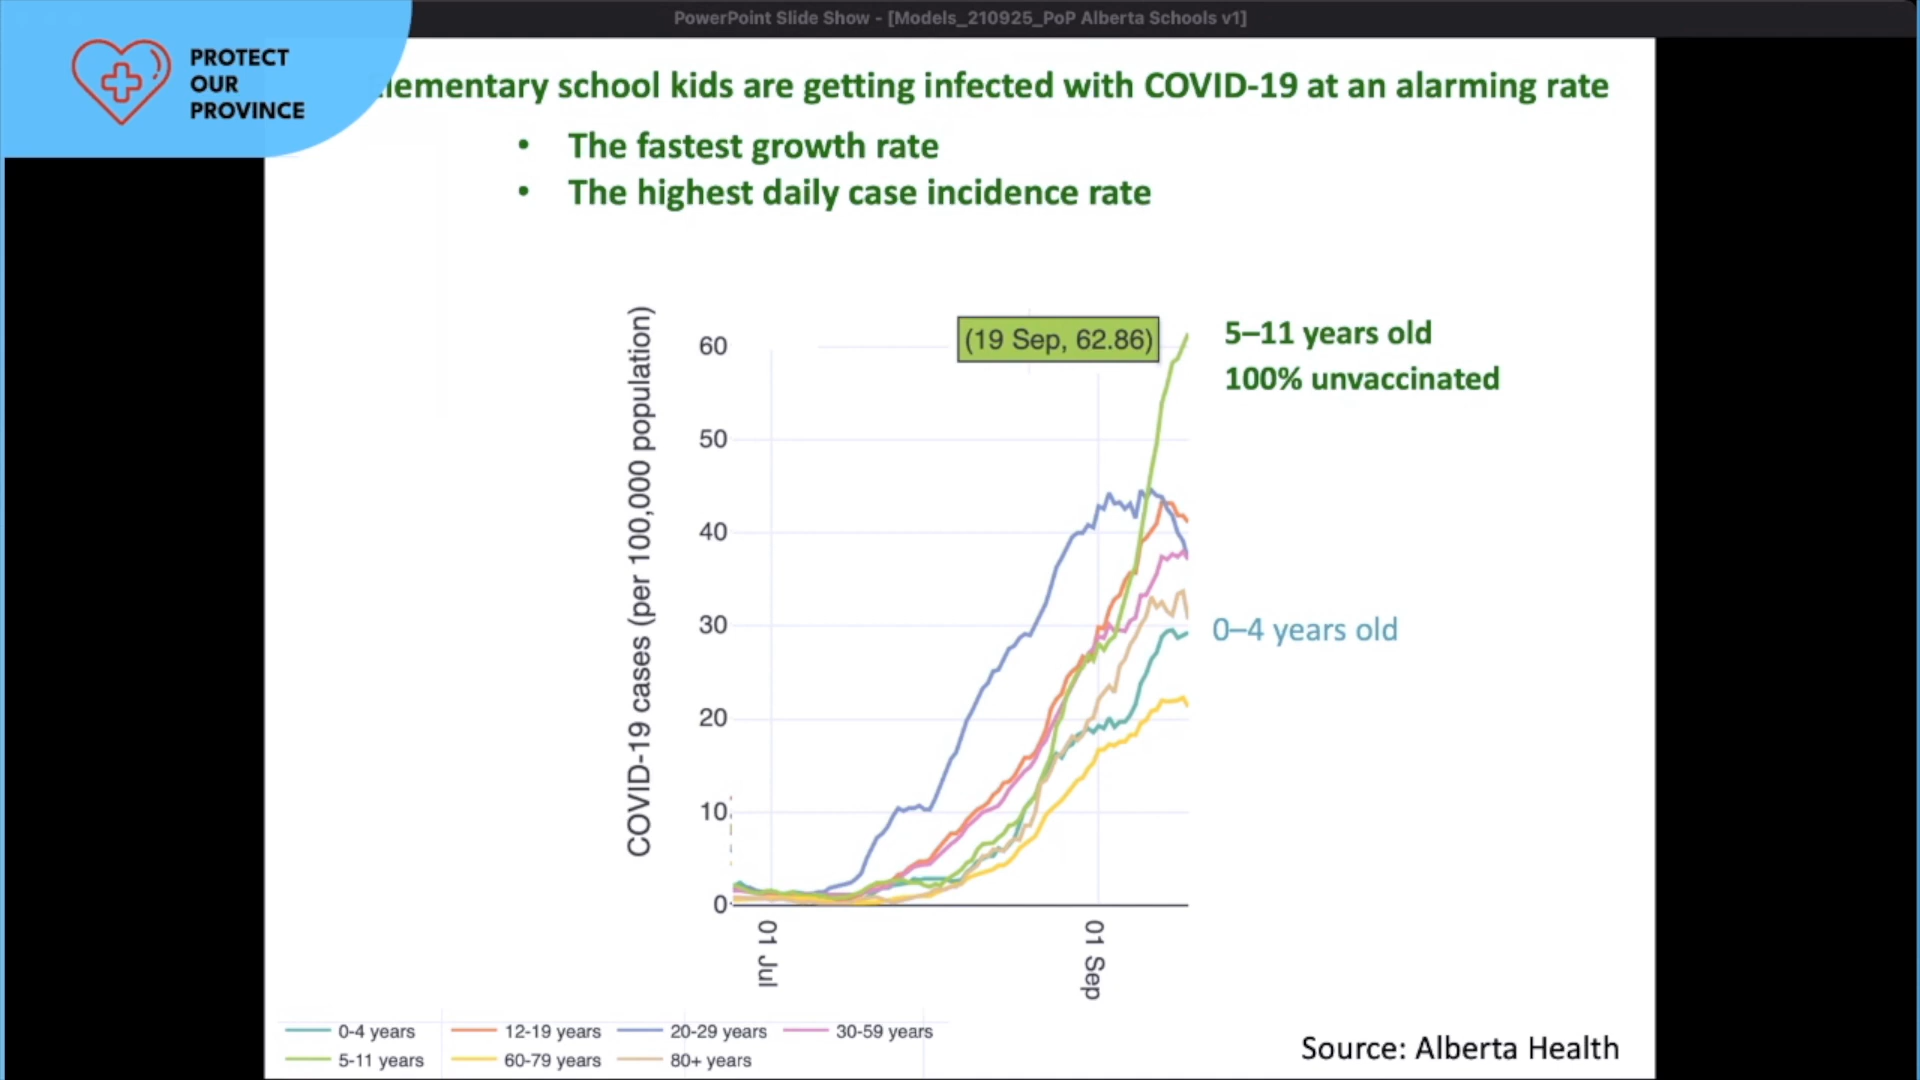 PowerPoint Slide Show - [Models_210925_PoP Alberta Schools v1]
PROTECT
OUR
PROVINCE
lementary school kids are getting infected with COVID-19 at an alarming rate
• The fastest growth rate
• The highest daily case incidence rate
COVID-19 cases (per 100,000 population)
60
50
40
30
20
10
0
(19 Sep, 62.86)
5–11 years old
100% unvaccinated
0–4 years old
01 Jul
01 Sep
0-4 years
12-19 years
20-29 years
30-59 years
5-11 years
60-79 years
80+ years
Source: Alberta Health